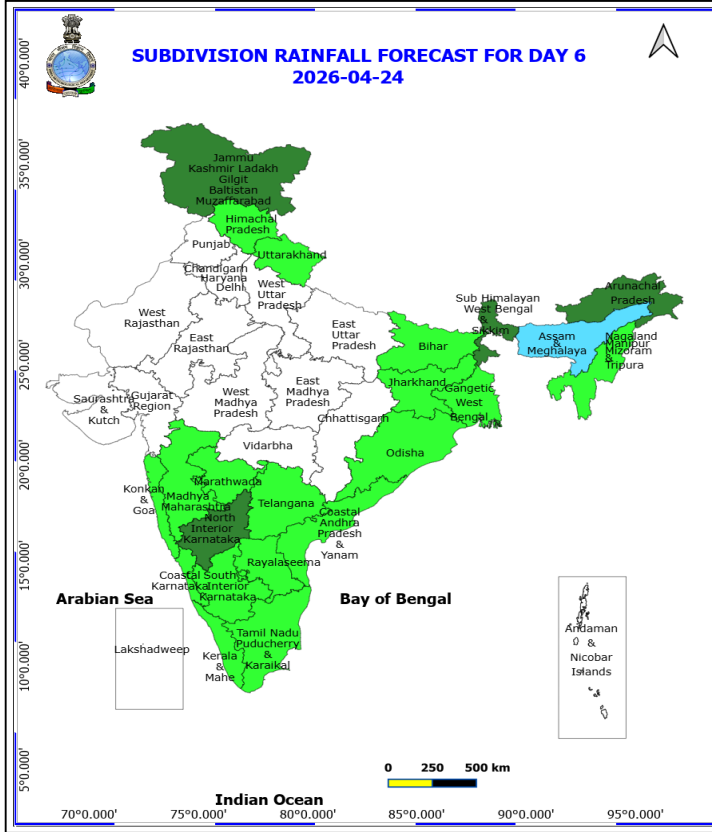 SUBDIVISION RAINFALL FORECAST FOR DAY 6
2026-04-24
40°0.000'
35°0.000'
30°0.000'
25°0.000'
20°0.000'
15°0.000'
10°0.000'
5°0.000'
Jammu
Kashmir Ladakh
Gilgit
Baltistan
Muzaffarabad
Himachal
Pradesh
Punjab
Uttarakhand
Chandigarh
Haryana
Delhi
West
Uttar
Pradesh
West
Rajasthan
East
Rajasthan
East
Uttar
Pradesh
Sub Himalayan
West Bengal
&
Sikkim
Arunachal
Pradesh
Assam
&
Meghalaya
Nagaland
Manipur
Mizoram
&
Tripura
Bihar
Jharkhand
Gangetic
West
Bengal
Saurashtra
&
Kutch
Gujarat
Region
West
Madhya
Pradesh
East
Madhya
Pradesh
Chhattisgarh
Vidarbha
Odisha
Konkan
&
Goa
Madhya
Maharashtra
Marathwada
Telangana
North
Interior
Karnataka
Coastal
Andhra
Pradesh
&
Yanam
Rayalaseema
Coastal
Karnataka
South
Interior
Karnataka
Arabian Sea
Bay of Bengal
Lakshadweep
Kerala
&
Mahe
Tamil Nadu
Puducherry
&
Karaikal
Andaman
&
Nicobar
Islands
0 250 500 km
Indian Ocean
70°0.000' 75°0.000' 80°0.000' 85°0.000' 90°0.000' 95°0.000'